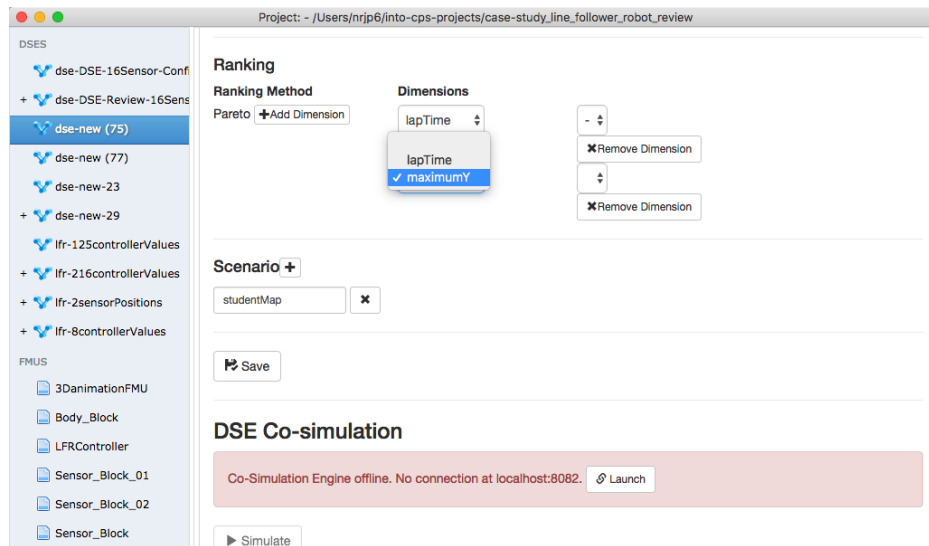 Project: - /Users/nrjp6/into-cps-projects/case-study_line_follower_robot_review
DSES
dse-DSE-16Sensor-Confi
+ dse-DSE-Review-16Sens
dse-new (75)
dse-new (77)
dse-new-23
+ dse-new-29
lfr-125controllerValues
+ lfr-216controllerValues
+ lfr-2sensorPositions
+ lfr-8controllerValues
FMUS
3DanimationFMU
Body_Block
LFRController
Sensor_Block_01
Sensor_Block_02
Sensor_Block
Ranking
Ranking Method Dimensions
Pareto +Add Dimension lapTime -
✖Remove Dimension
lapTime
✓ maximumY
✖Remove Dimension
Scenario +
studentMap ✖
Save
DSE Co-simulation
Co-Simulation Engine offline. No connection at localhost:8082. Launch
Simulate